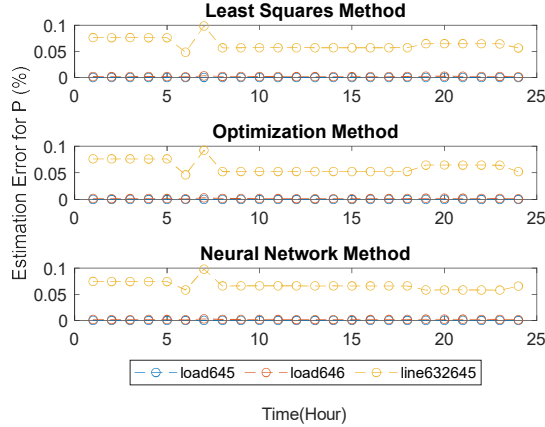 Least Squares Method
0.1
0.05
0
0 5 10 15 20 25
Optimization Method
0.1
0.05
0
0 5 10 15 20 25
Neural Network Method
0.1
0.05
0
0 5 10 15 20 25
Estimation Error for P (%)
load645 load646 line632645
Time(Hour)